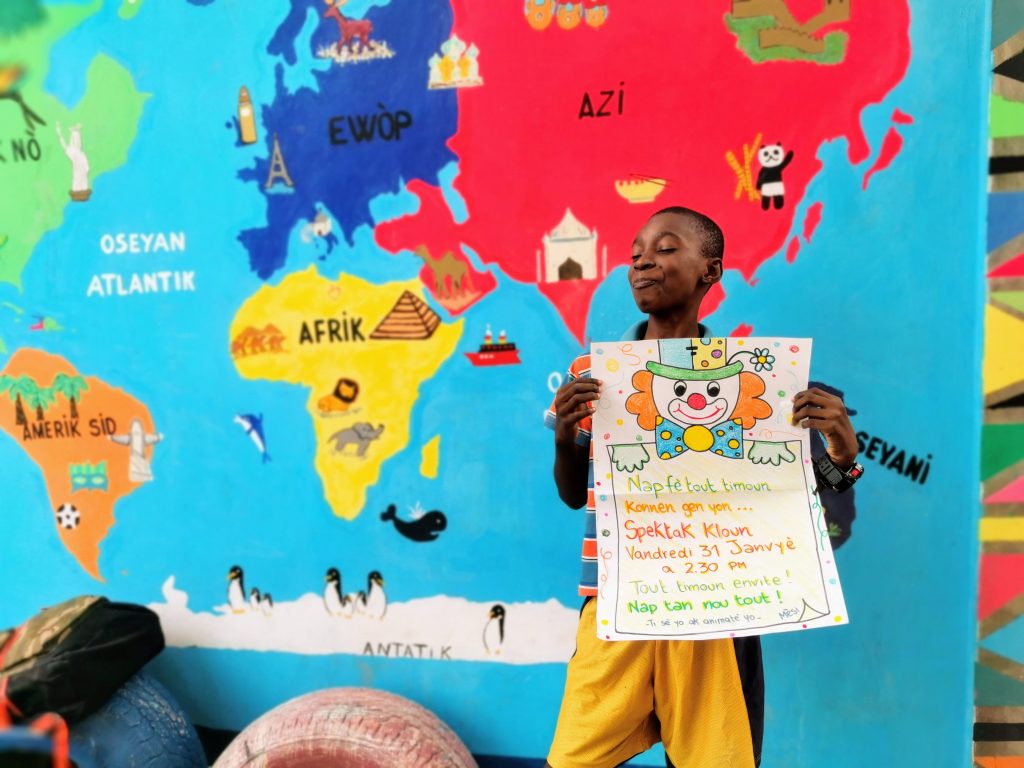 K NÒ
EWÒP
AZI
OSEYAN
ATLANTIK
AFRIK
AMERIK SID
SEYANI
ANTATIK
Nap fè tout timoun
Konnen gen yon...
Spektak Kloun
Vandredi 31 Janvyè
a 2.30 PM
Tout timoun envite!
Nap tan nou tout!
-Ti sè yo ak animatè yo-
Mèsi